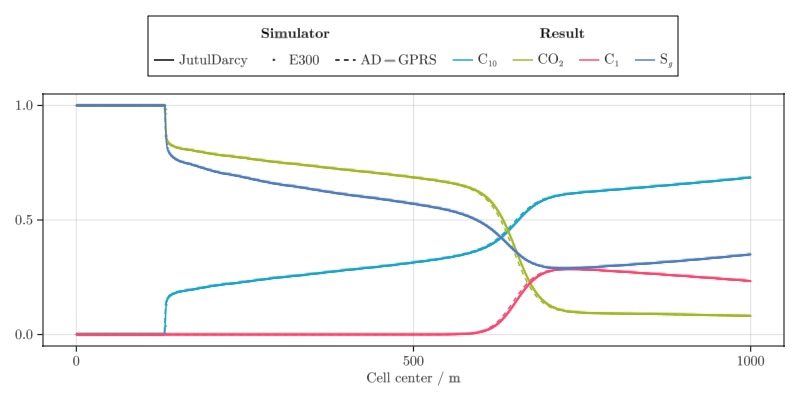 Simulator Result
JutulDarcy E300 AD−GPRS C₁₀ CO₂ C₁ S_g
1.0
0.5
0.0
0 500 1000
Cell center / m